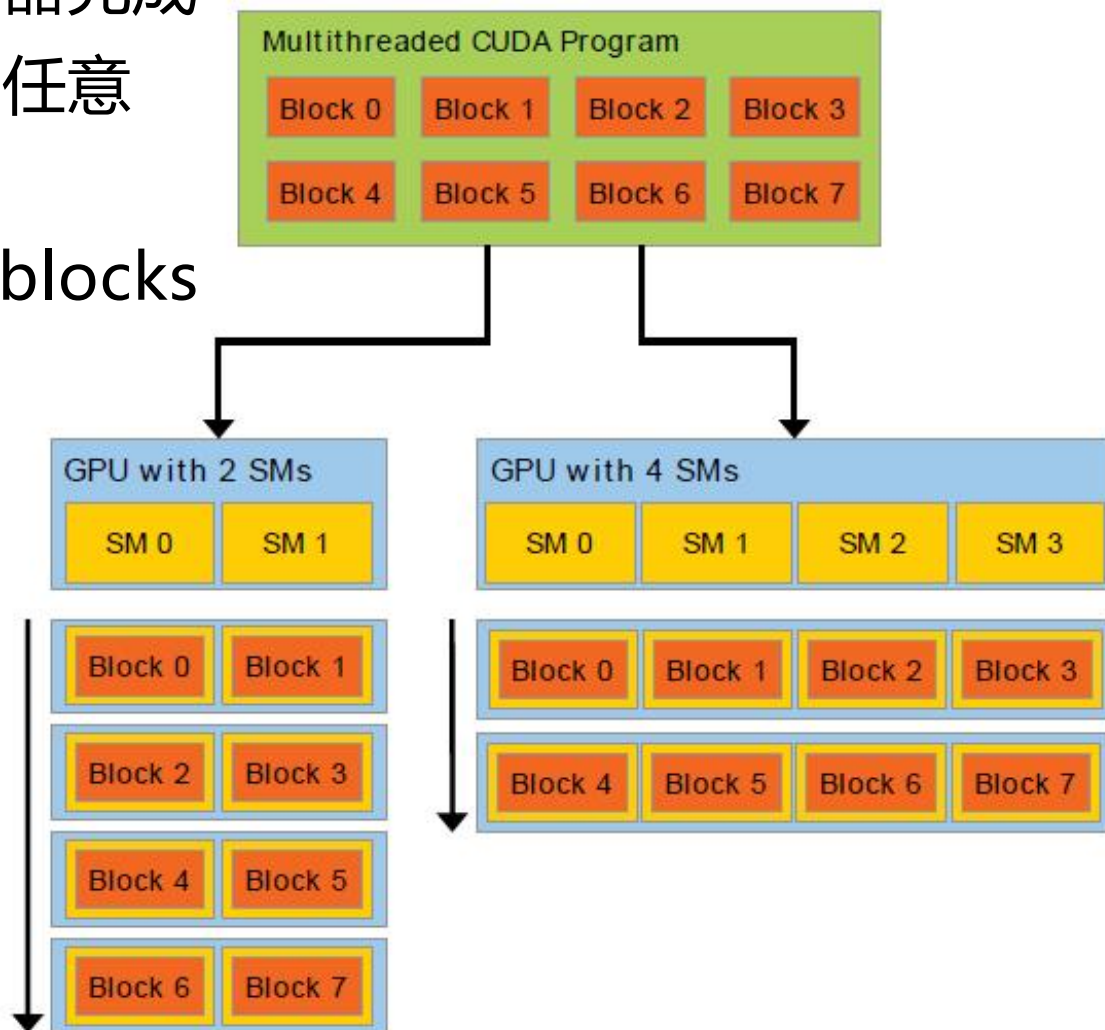 器完成
任意
blocks
Multithreaded CUDA Program
Block 0 Block 1 Block 2 Block 3
Block 4 Block 5 Block 6 Block 7
GPU with 2 SMs
SM 0 SM 1
Block 0 Block 1
Block 2 Block 3
Block 4 Block 5
Block 6 Block 7
GPU with 4 SMs
SM 0 SM 1 SM 2 SM 3
Block 0 Block 1 Block 2 Block 3
Block 4 Block 5 Block 6 Block 7